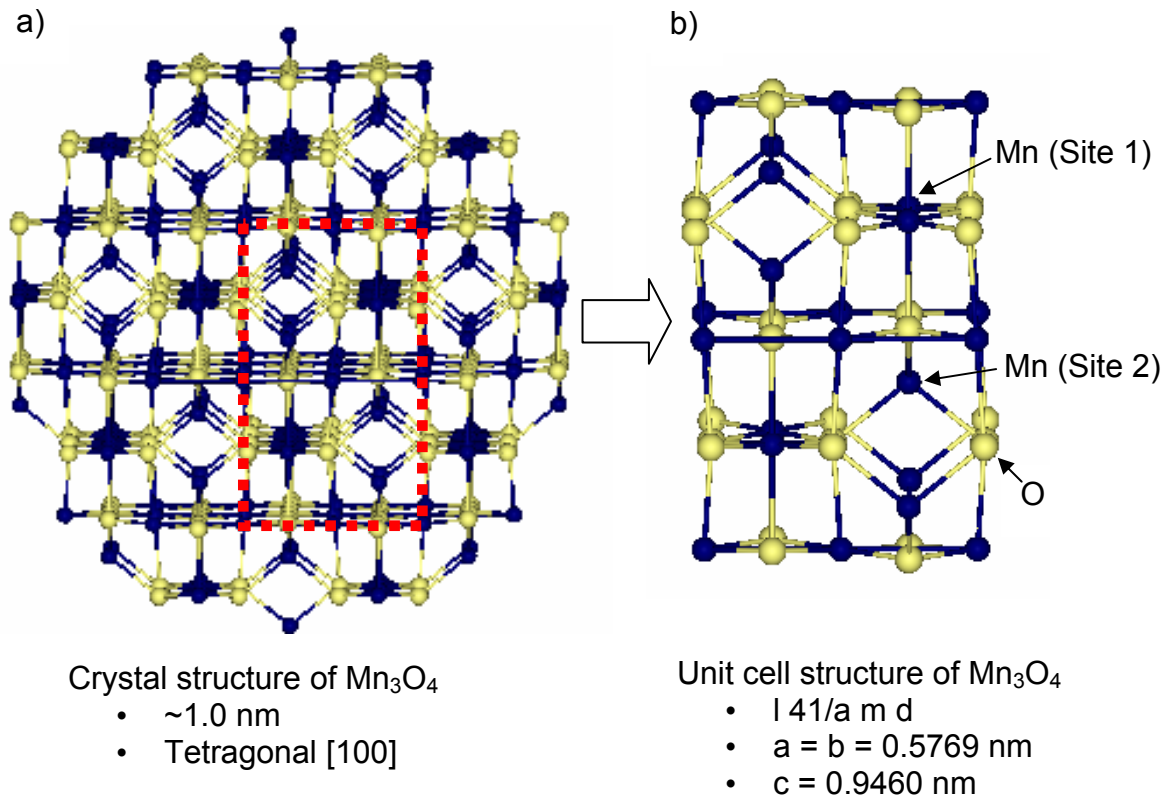 a)
b)
Mn (Site 1)
Mn (Site 2)
O
Crystal structure of Mn₃O₄
• ~1.0 nm
• Tetragonal [100]
Unit cell structure of Mn₃O₄
• I 41/a m d
• a = b = 0.5769 nm
• c = 0.9460 nm